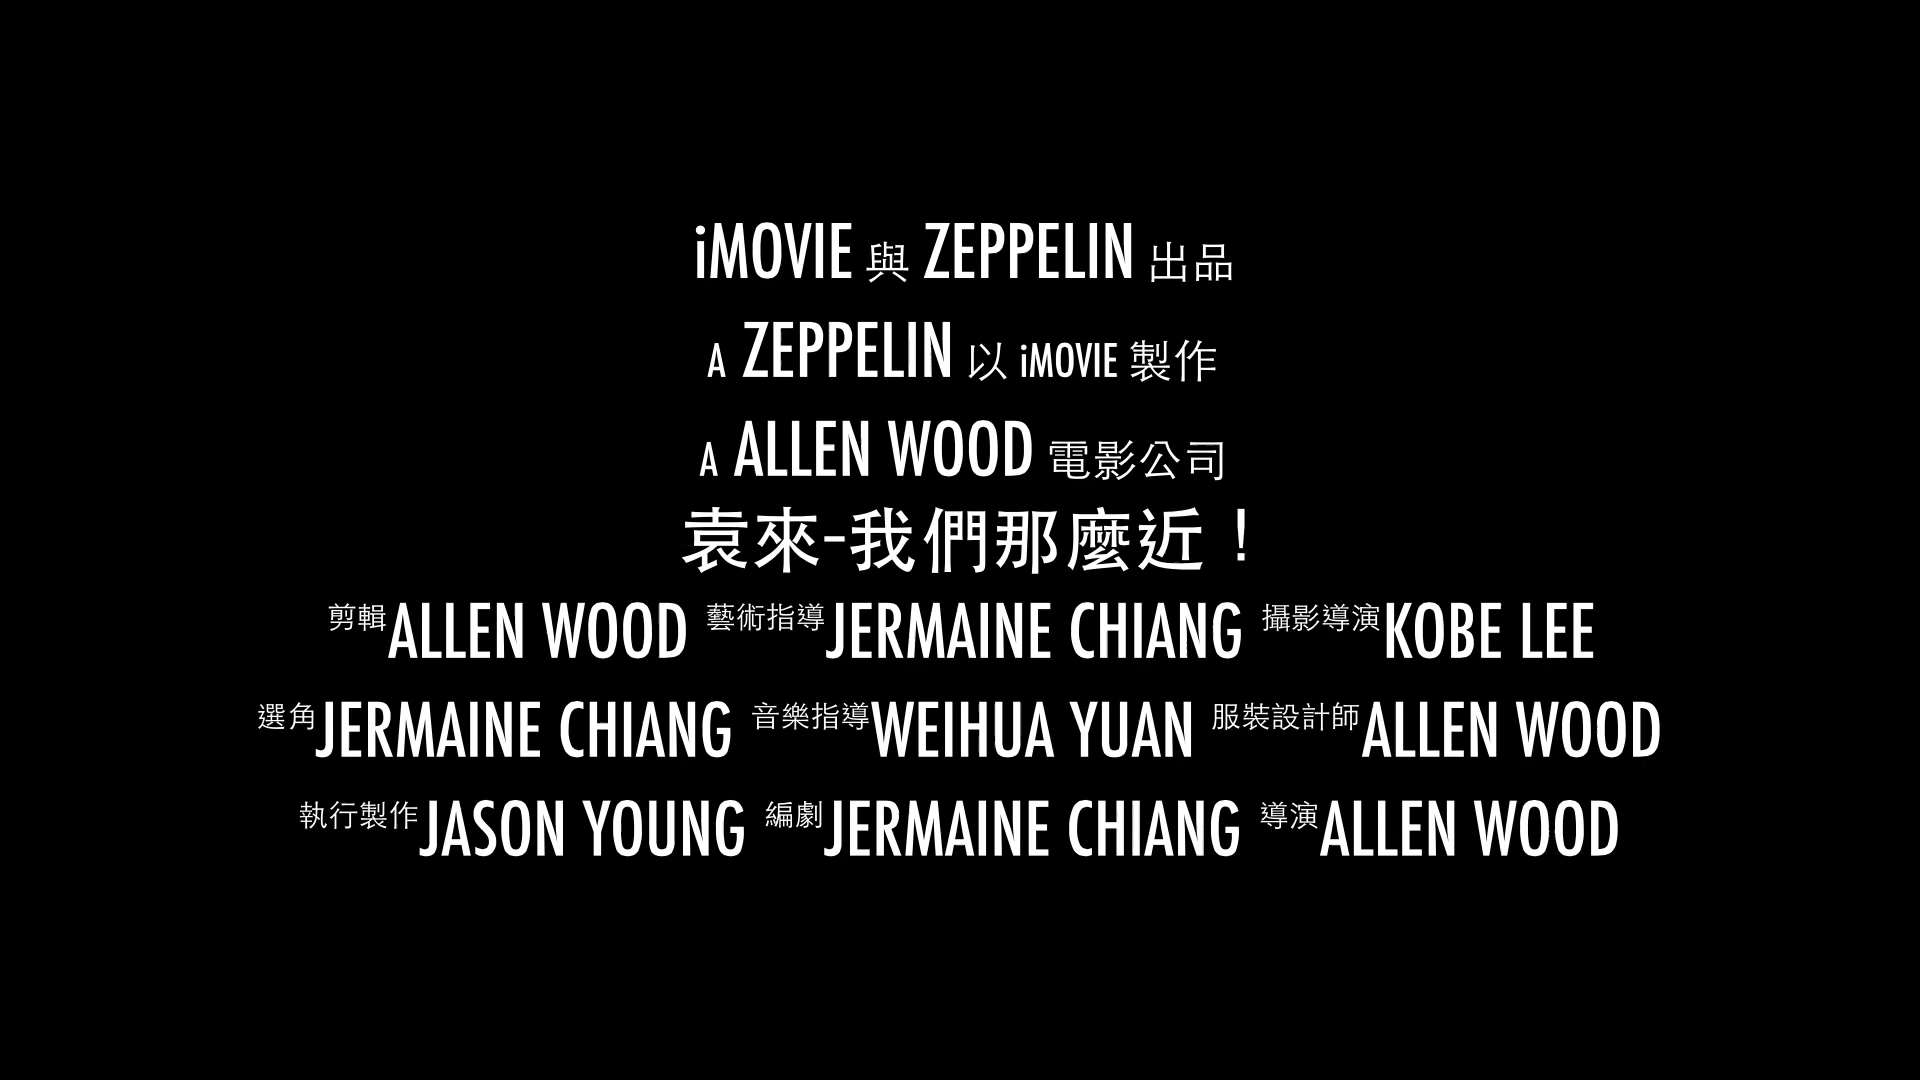 iMOVIE 與 ZEPPELIN 出品
A ZEPPELIN 以 iMOVIE 製作
A ALLEN WOOD 電影公司
袁來-我們那麼近！
剪輯ALLEN WOOD 藝術指導JERMAINE CHIANG 攝影導演KOBE LEE
選角JERMAINE CHIANG 音樂指導WEIHUA YUAN 服裝設計師ALLEN WOOD
執行製作JASON YOUNG 編劇JERMAINE CHIANG 導演ALLEN WOOD